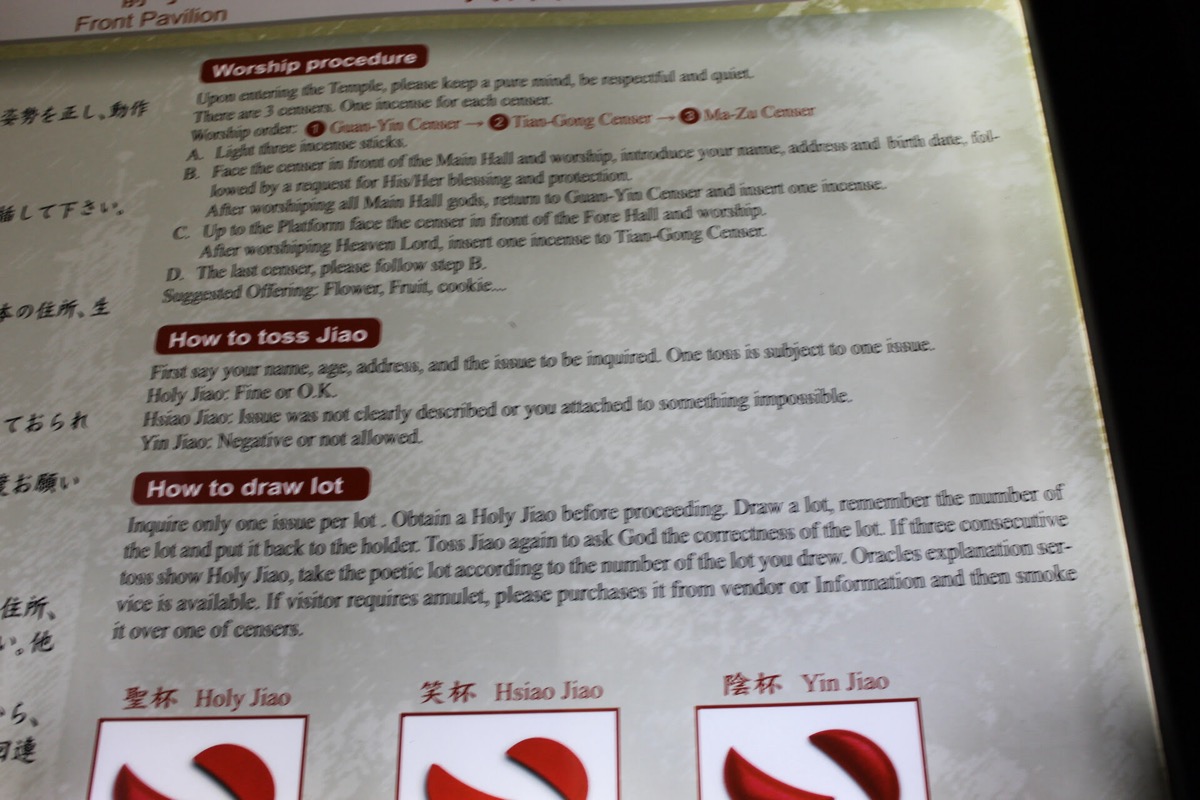 Front Pavilion
Worship procedure
Upon entering the Temple, please keep a pure mind, be respectful and quiet.
There are 3 censers. One incense for each censer.
Worship order: ❶ Guan-Yin Censer → ❷ Tian-Gong Censer → ❸ Ma-Zu Censer
A. Light three incense sticks.
B. Face the censer in front of the Main Hall and worship, introduce your name, address and birth date, fol-
lowed by a request for His/Her blessing and protection.
After worshiping all Main Hall gods, return to Guan-Yin Censer and insert one incense.
C. Up to the Platform face the censer in front of the Fore Hall and worship.
After worshiping Heaven Lord, insert one incense to Tian-Gong Censer.
D. The last censer, please follow step B.
Suggested Offering: Flower, Fruit, cookie...
How to toss Jiao
First say your name, age, address, and the issue to be inquired. One toss is subject to one issue.
Holy Jiao: Fine or O.K.
Hsiao Jiao: Issue was not clearly described or you attached to something impossible.
Yin Jiao: Negative or not allowed.
How to draw lot
Inquire only one issue per lot . Obtain a Holy Jiao before proceeding. Draw a lot, remember the number of
the lot and put it back to the holder. Toss Jiao again to ask God the correctness of the lot. If three consecutive
toss show Holy Jiao, take the poetic lot according to the number of the lot you drew. Oracles explanation ser-
vice is available. If visitor requires amulet, please purchases it from vendor or Information and then smoke
it over one of censers.
聖杯 Holy Jiao
笑杯 Hsiao Jiao
陰杯 Yin Jiao
姿勢を正し、動作
して下さい。
の住所、生
ておられ
お願い
住所、
い。他
ら、
連